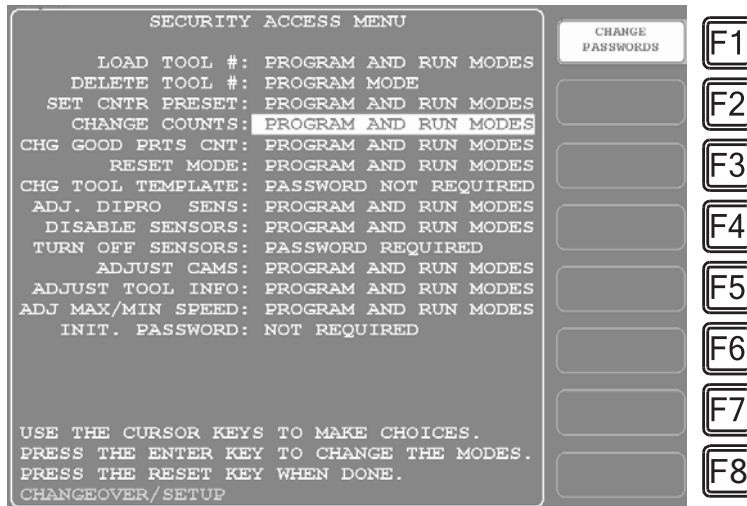 SECURITY ACCESS MENU
LOAD TOOL #: PROGRAM AND RUN MODES
DELETE TOOL #: PROGRAM MODE
SET CNTR PRESET: PROGRAM AND RUN MODES
CHANGE COUNTS: PROGRAM AND RUN MODES
CHG GOOD PRTS CNT: PROGRAM AND RUN MODES
RESET MODE: PROGRAM AND RUN MODES
CHG TOOL TEMPLATE: PASSWORD NOT REQUIRED
ADJ. DIPRO SENS: PROGRAM AND RUN MODES
DISABLE SENSORS: PROGRAM AND RUN MODES
TURN OFF SENSORS: PASSWORD REQUIRED
ADJUST CAMS: PROGRAM AND RUN MODES
ADJUST TOOL INFO: PROGRAM AND RUN MODES
ADJ MAX/MIN SPEED: PROGRAM AND RUN MODES
INIT. PASSWORD: NOT REQUIRED
USE THE CURSOR KEYS TO MAKE CHOICES.
PRESS THE ENTER KEY TO CHANGE THE MODES.
PRESS THE RESET KEY WHEN DONE.
CHANGEOVER/SETUP
CHANGE
PASSWORDS
F1
F2
F3
F4
F5
F6
F7
F8